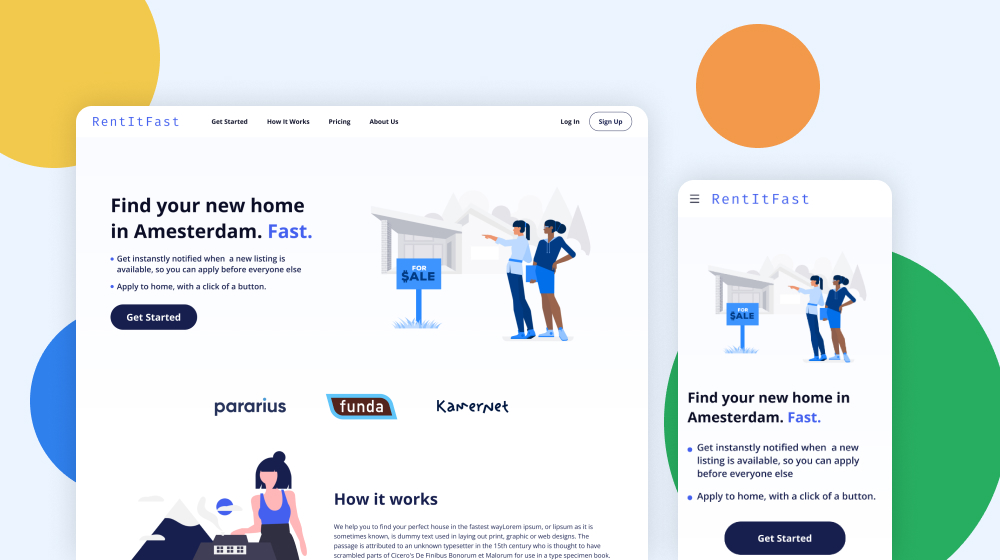 RentItFast
Get Started
How It Works
Pricing
About Us
Log In
Sign Up
Find your new home
in Amesterdam. Fast.
Get instanstly notified when a new listing is
available, so you can apply before everyone else
Apply to home, with a click of a button.
Get Started
FOR
$ALE
pararius
funda
Kamernet
How it works
We help you to find your perfect house in the fastest wayLorem ipsum, or lipsum as it is
sometimes known, is dummy text used in laying out print, graphic or web designs. The
passage is attributed to an unknown typesetter in the 15th century who is thought to have
scrambled parts of Cicero's De Finibus Bonorum et Malorum for use in a type specimen book.
RentItFast
FOR
$ALE
Find your new home in
Amesterdam. Fast.
Get instanstly notified when a new
listing is available, so you can apply
before everyone else
Apply to home, with a click of a button.
Get Started